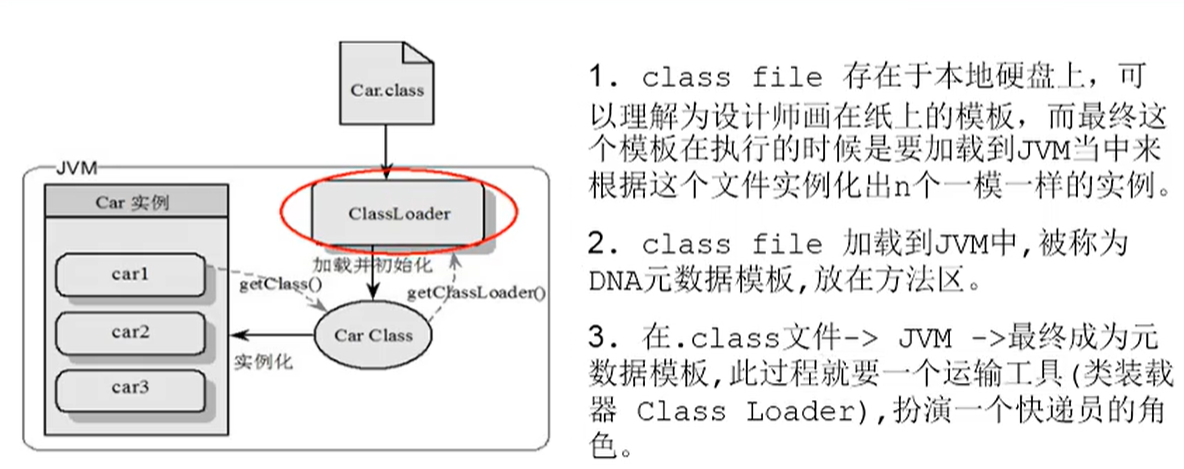 Car.class
JVM
Car 实例
ClassLoader
加载并初始化
car1
getClass()
getClassLoader()
car2
Car Class
实例化
car3
1. class file 存在于本地硬盘上，可
以理解为设计师画在纸上的模板，而最终这
个模板在执行的时候是要加载到JVM当中来
根据这个文件实例化出n个一模一样的实例。
2. class file 加载到JVM中,被称为
DNA元数据模板,放在方法区。
3. 在.class文件-> JVM ->最终成为元
数据模板,此过程就要一个运输工具(类装载
器 Class Loader),扮演一个快递员的角
色。